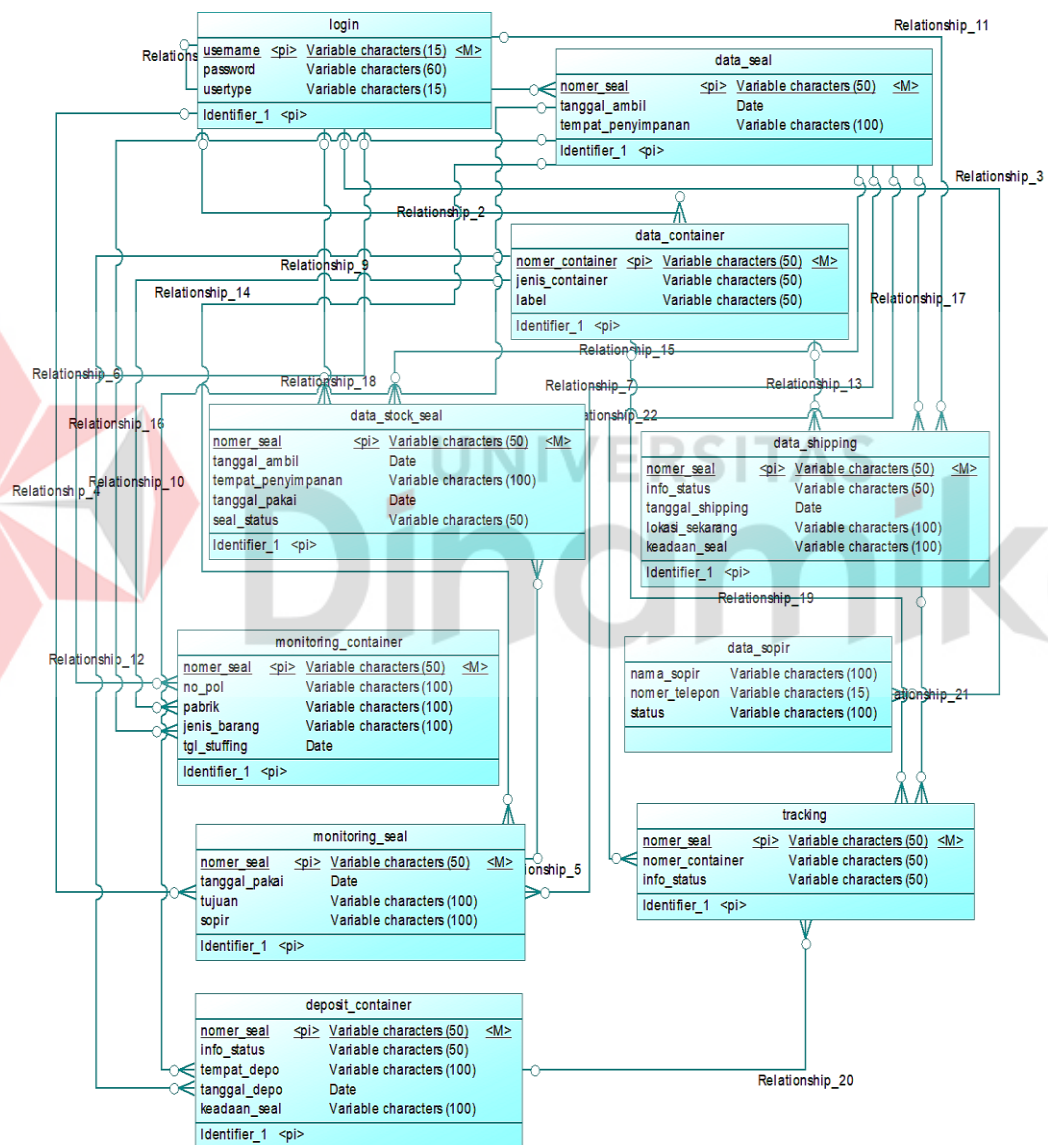 Relationship_11
login
Relations
username <pi> Variable characters (15) <M>
password Variable characters (60)
usertype Variable characters (15)
Identifier_1 <pi>
data_seal
nomer_seal <pi> Variable characters (50) <M>
tanggal_ambil Date
tempat_penyimpanan Variable characters (100)
Identifier_1 <pi>
Relationship_3
Relationship_2
data_container
nomer_container <pi> Variable characters (50) <M>
jenis_container Variable characters (50)
label Variable characters (50)
Identifier_1 <pi>
Relationship_9
Relationship_14
Relationship_17
Relationship_15
Relationship_6
Relationship_18
Relationship_7
Relationship_13
data_stock_seal
nomer_seal <pi> Variable characters (50) <M>
tanggal_ambil Date
tempat_penyimpanan Variable characters (100)
tanggal_pakai Date
seal_status Variable characters (50)
Identifier_1 <pi>
ationship_22
Relationship_16
Relationship_4
Relationship_10
data_shipping
nomer_seal <pi> Variable characters (50) <M>
info_status Variable characters (50)
tanggal_shipping Date
lokasi_sekarang Variable characters (100)
keadaan_seal Variable characters (100)
Identifier_1 <pi>
UNIVERSITAS
Dinamika
Relationship_19
monitoring_container
nomer_seal <pi> Variable characters (50) <M>
no_pol Variable characters (100)
pabrik Variable characters (100)
jenis_barang Variable characters (100)
tgl_stuffing Date
Identifier_1 <pi>
Relationship_12
data_sopir
nama_sopir Variable characters (100)
nomer_telepon Variable characters (15)
status Variable characters (100)
ationship_21
tracking
nomer_seal <pi> Variable characters (50) <M>
nomer_container Variable characters (50)
info_status Variable characters (50)
Identifier_1 <pi>
monitoring_seal
nomer_seal <pi> Variable characters (50) <M>
tanggal_pakai Date
tujuan Variable characters (100)
sopir Variable characters (100)
Identifier_1 <pi>
ionship_5
deposit_container
nomer_seal <pi> Variable characters (50) <M>
info_status Variable characters (50)
tempat_depo Variable characters (100)
tanggal_depo Date
keadaan_seal Variable characters (100)
Identifier_1 <pi>
Relationship_20